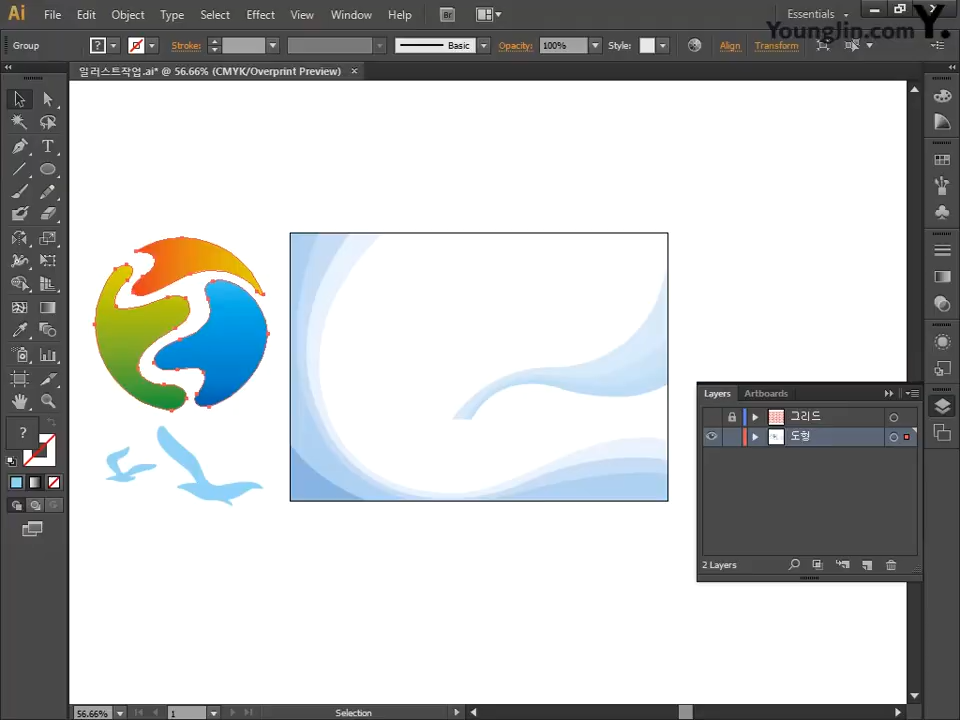 Ai File Edit Object Type Select Effect View Window Help Br Essentials
YoungJin.com Y.
Group ? Stroke: Basic Opacity: 100% Style: Align Transform
일러스트작업.ai* @ 56.66% (CMYK/Overprint Preview) ×
T
Layers Artboards
그리드
도형
?
2 Layers
56.66% 1 Selection